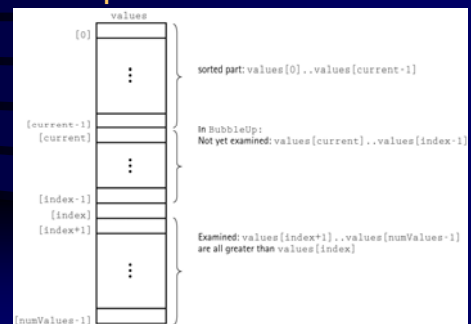 values
[0]
sorted part: values[0]..values[current-1]
[current-1]
[current]
In BubbleUp:
Not yet examined: values[current]..values[index-1]
[index-1]
[index]
[index+1]
Examined: values[index+1]..values[numValues-1]
are all greater than values[index]
[numValues-1]